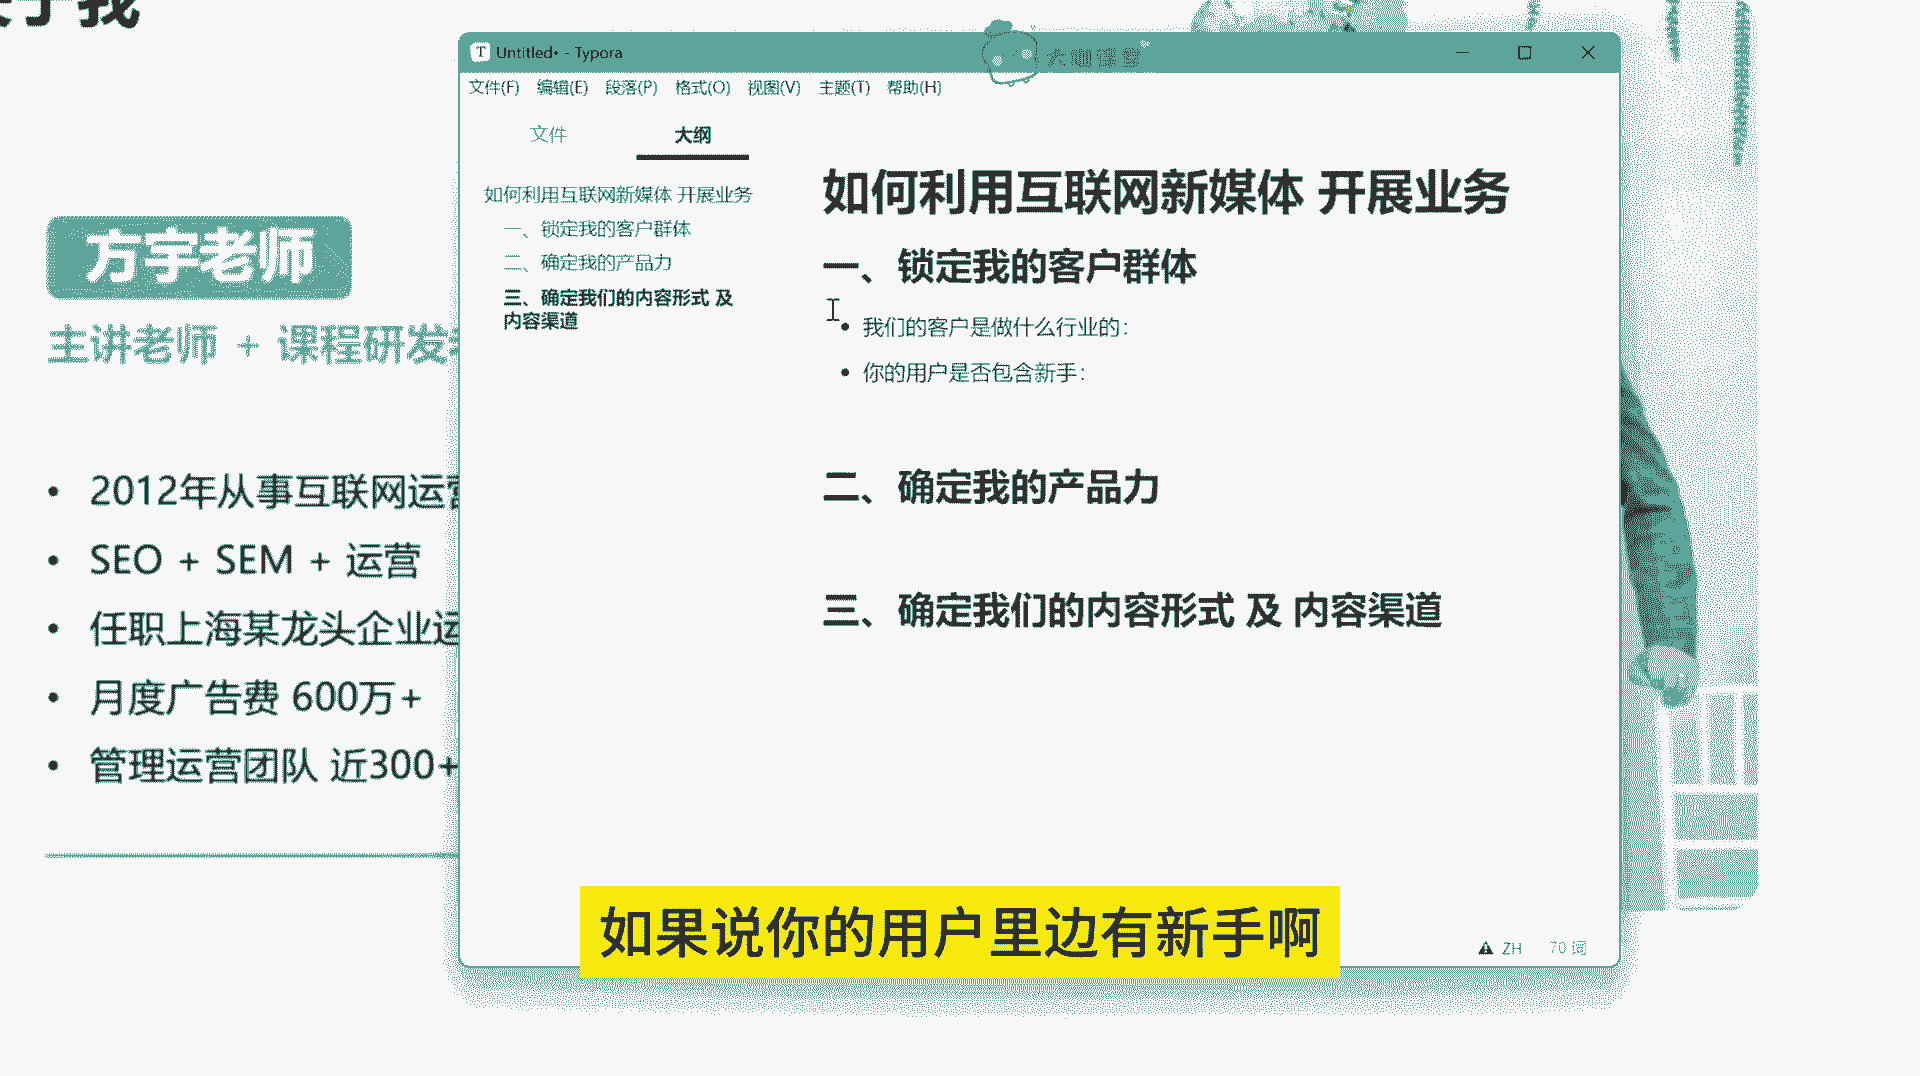 我
方宇老师
主讲老师 + 课程研发
2012年从事互联网运营
SEO + SEM + 运营
任职上海某龙头企业运
月度广告费 600万+
管理运营团队 近300+
Untitled• - Typora
大咖课堂
文件(F) 编辑(E) 段落(P) 格式(O) 视图(V) 主题(T) 帮助(H)
文件 大纲
如何利用互联网新媒体 开展业务
一、锁定我的客户群体
二、确定我的产品力
三、确定我们的内容形式 及
内容渠道
如何利用互联网新媒体 开展业务
一、锁定我的客户群体
我们的客户是做什么行业的:
你的用户是否包含新手:
二、确定我的产品力
三、确定我们的内容形式 及 内容渠道
ZH 70 词
如果说你的用户里边有新手啊